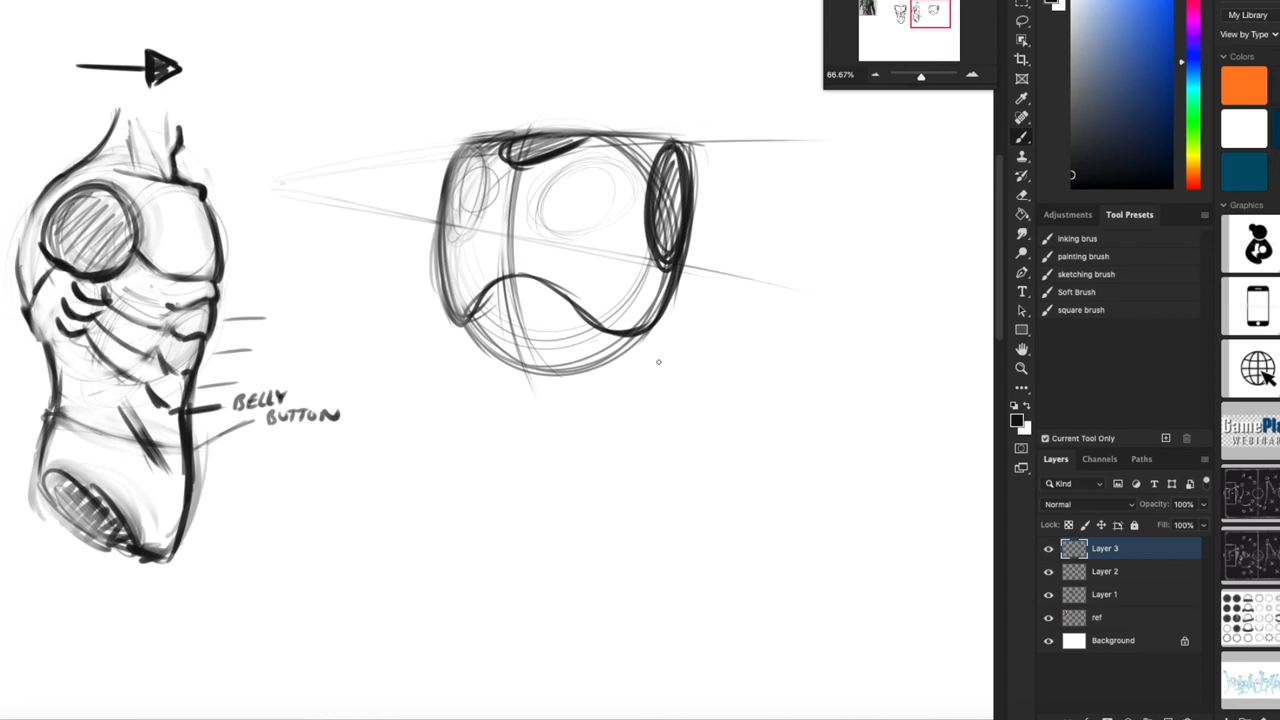 66.67%
My Library
View by Type
Colors
Adjustments
Tool Presets
inking brus
painting brush
sketching brush
Soft Brush
square brush
Graphics
BELLY
BUTTON
Current Tool Only
GamePla
WEBINAR
Layers
Channels
Paths
Kind
Normal
Opacity: 100%
Lock:
Fill: 100%
Layer 3
Layer 2
Layer 1
ref
Background